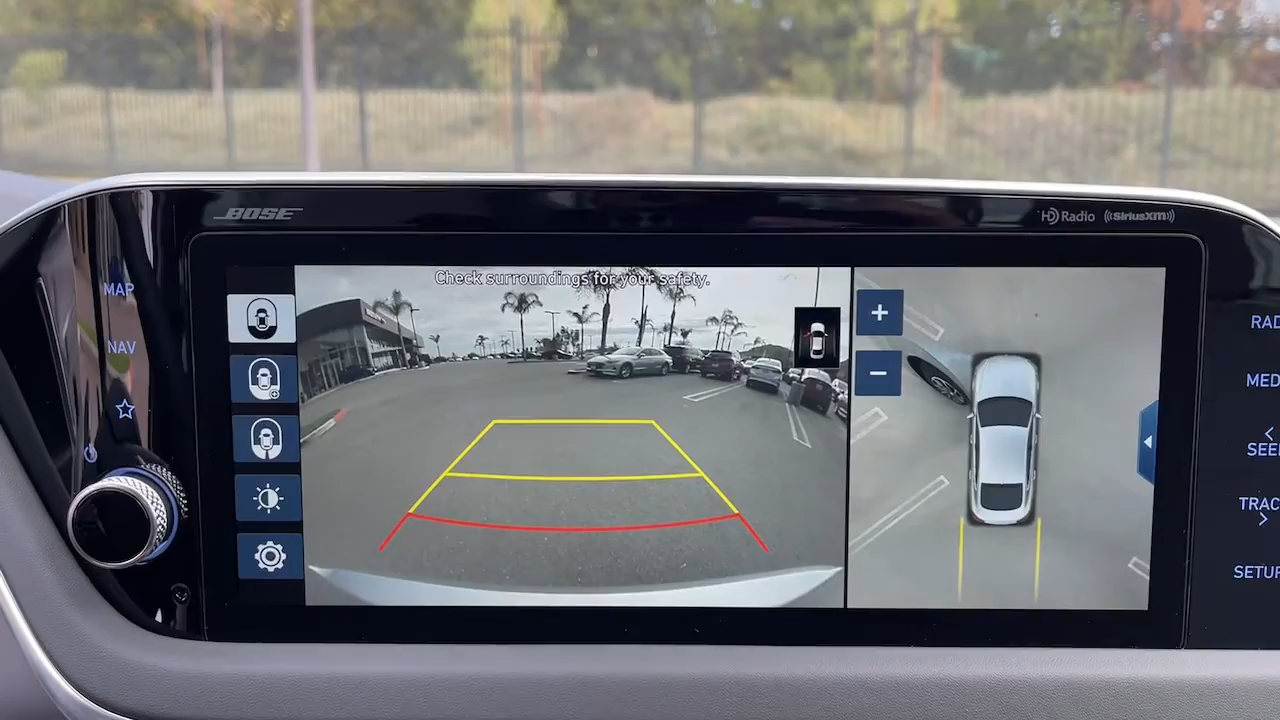 BOSE
HD Radio
((SiriusXM))
MAP
NAV
Check surroundings for your safety.
+
−
RAD
MED
<
SEE
TRAC
>
SETUP